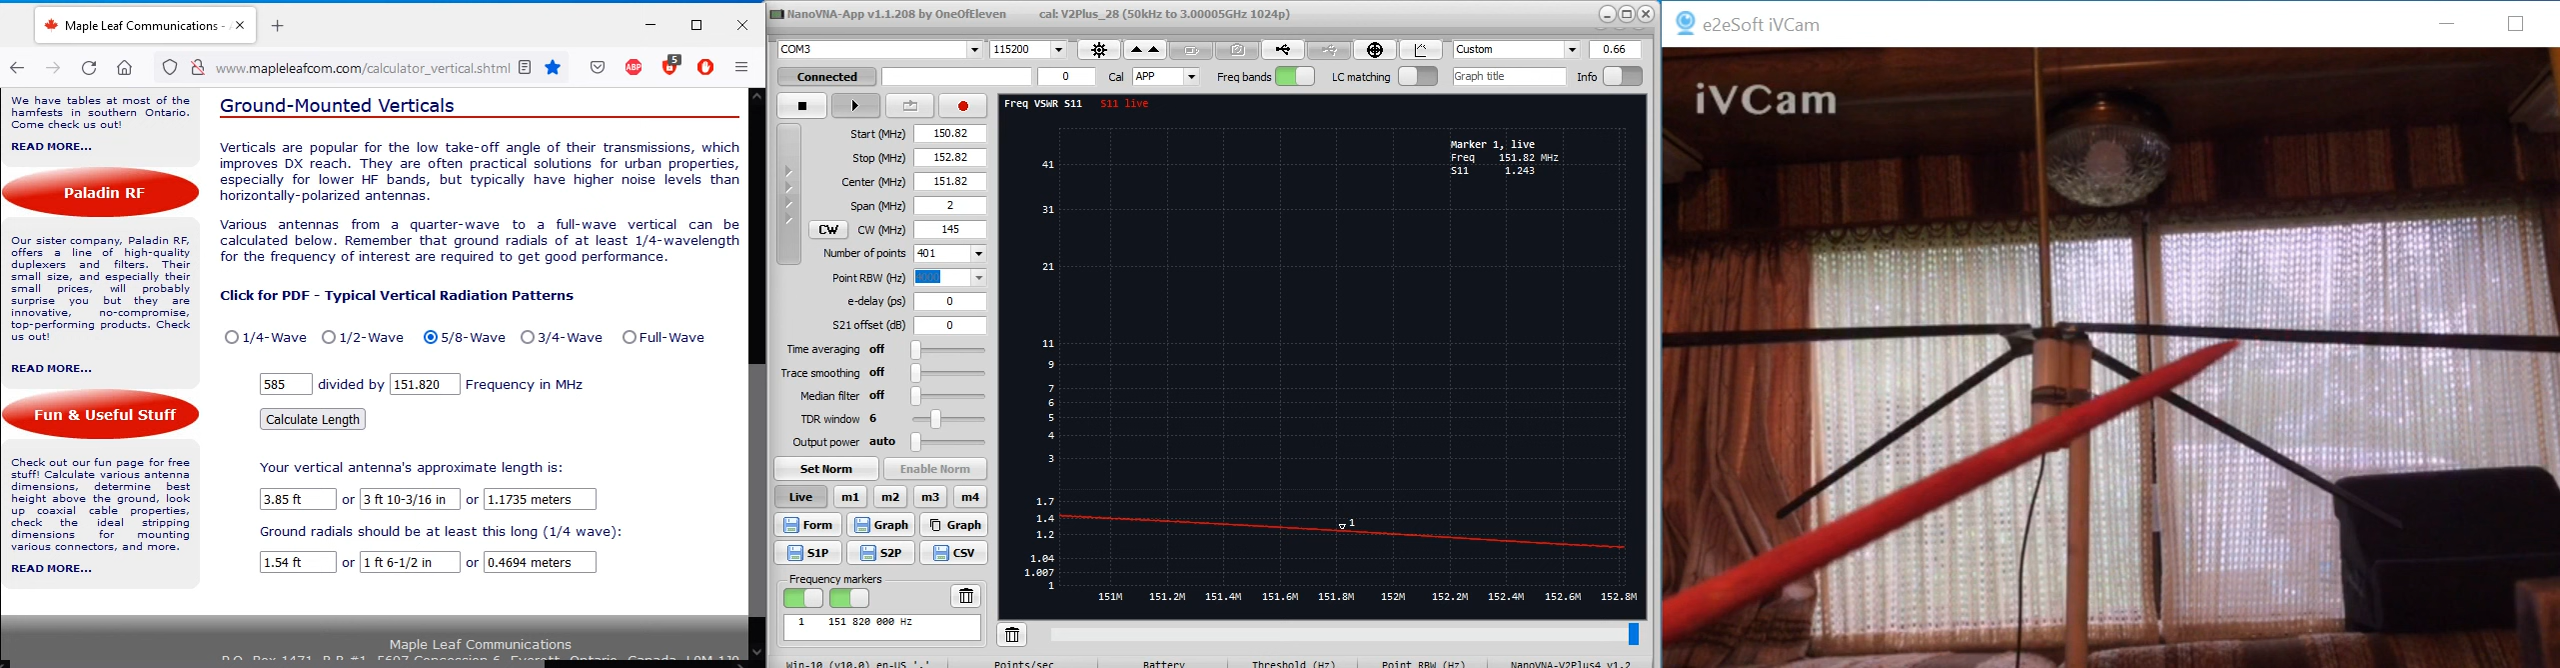 Maple Leaf Communications -
www.mapleleafcom.com/calculator_vertical.shtml
ABP
5
We have tables at most of the
hamfests in southern Ontario.
Come check us out!
READ MORE...
Paladin RF
Our sister company, Paladin RF,
offers a line of high-quality
duplexers and filters. Their
small size, and especially their
small prices, will probably
surprise you but they are
innovative, no-compromise,
top-performing products. Check
us out!
READ MORE...
Fun & Useful Stuff
Check out our fun page for free
stuff! Calculate various antenna
dimensions, determine best
height above the ground, look
up coaxial cable properties,
check the ideal stripping
dimensions for mounting
various connectors, and more.
READ MORE...
Ground-Mounted Verticals
Verticals are popular for the low take-off angle of their transmissions, which
improves DX reach. They are often practical solutions for urban properties,
especially for lower HF bands, but typically have higher noise levels than
horizontally-polarized antennas.
Various antennas from a quarter-wave to a full-wave vertical can be
calculated below. Remember that ground radials of at least 1/4-wavelength
for the frequency of interest are required to get good performance.
Click for PDF - Typical Vertical Radiation Patterns
1/4-Wave 1/2-Wave 5/8-Wave 3/4-Wave Full-Wave
585 divided by 151.820 Frequency in MHz
Calculate Length
Your vertical antenna's approximate length is:
3.85 ft or 3 ft 10-3/16 in or 1.1735 meters
Ground radials should be at least this long (1/4 wave):
1.54 ft or 1 ft 6-1/2 in or 0.4694 meters
Maple Leaf Communications
NanoVNA-App v1.1.208 by OneOfEleven cal: V2Plus_28 (50kHz to 3.00005GHz 1024p)
COM3 115200 Custom 0.66
Connected 0 Cal APP Freq bands LC matching Graph title Info
Start (MHz) 150.82
Stop (MHz) 152.82
Center (MHz) 151.82
Span (MHz) 2
CW CW (MHz) 145
Number of points 401
Point RBW (Hz)
e-delay (ps) 0
S21 offset (dB) 0
Time averaging off
Trace smoothing off
Median filter off
TDR window 6
Output power auto
Set Norm Enable Norm
Live m1 m2 m3 m4
Form Graph Graph
S1P S2P CSV
Frequency markers
1 151 820 000 Hz
Freq VSWR S11 S11 live
Marker 1, live
Freq 151.82 MHz
S11 1.243
41
31
21
11
9
7
6
5
4
3
1.7
1.4
1.2
1.04
1.007
1
1
151M 151.2M 151.4M 151.6M 151.8M 152M 152.2M 152.4M 152.6M 152.8M
Win-10 (v10.0) en-US '.' Points/sec Battery Threshold (Hz) Point RBW (Hz) NanoVNA-V2Plus4 v1.2
e2eSoft iVCam
iVCam